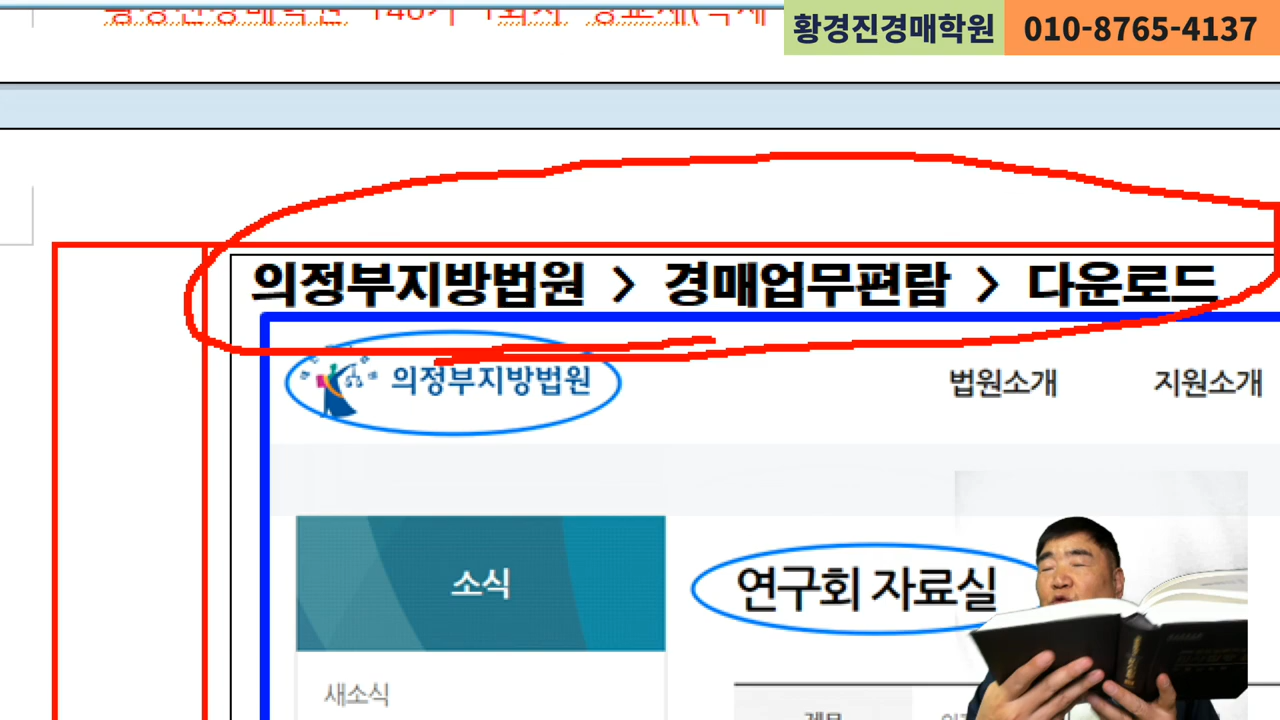 황경진경매학원 010-8765-4137
의정부지방법원 > 경매업무편람 > 다운로드
의정부지방법원 법원소개 지원소개
소식
연구회 자료실
새소식